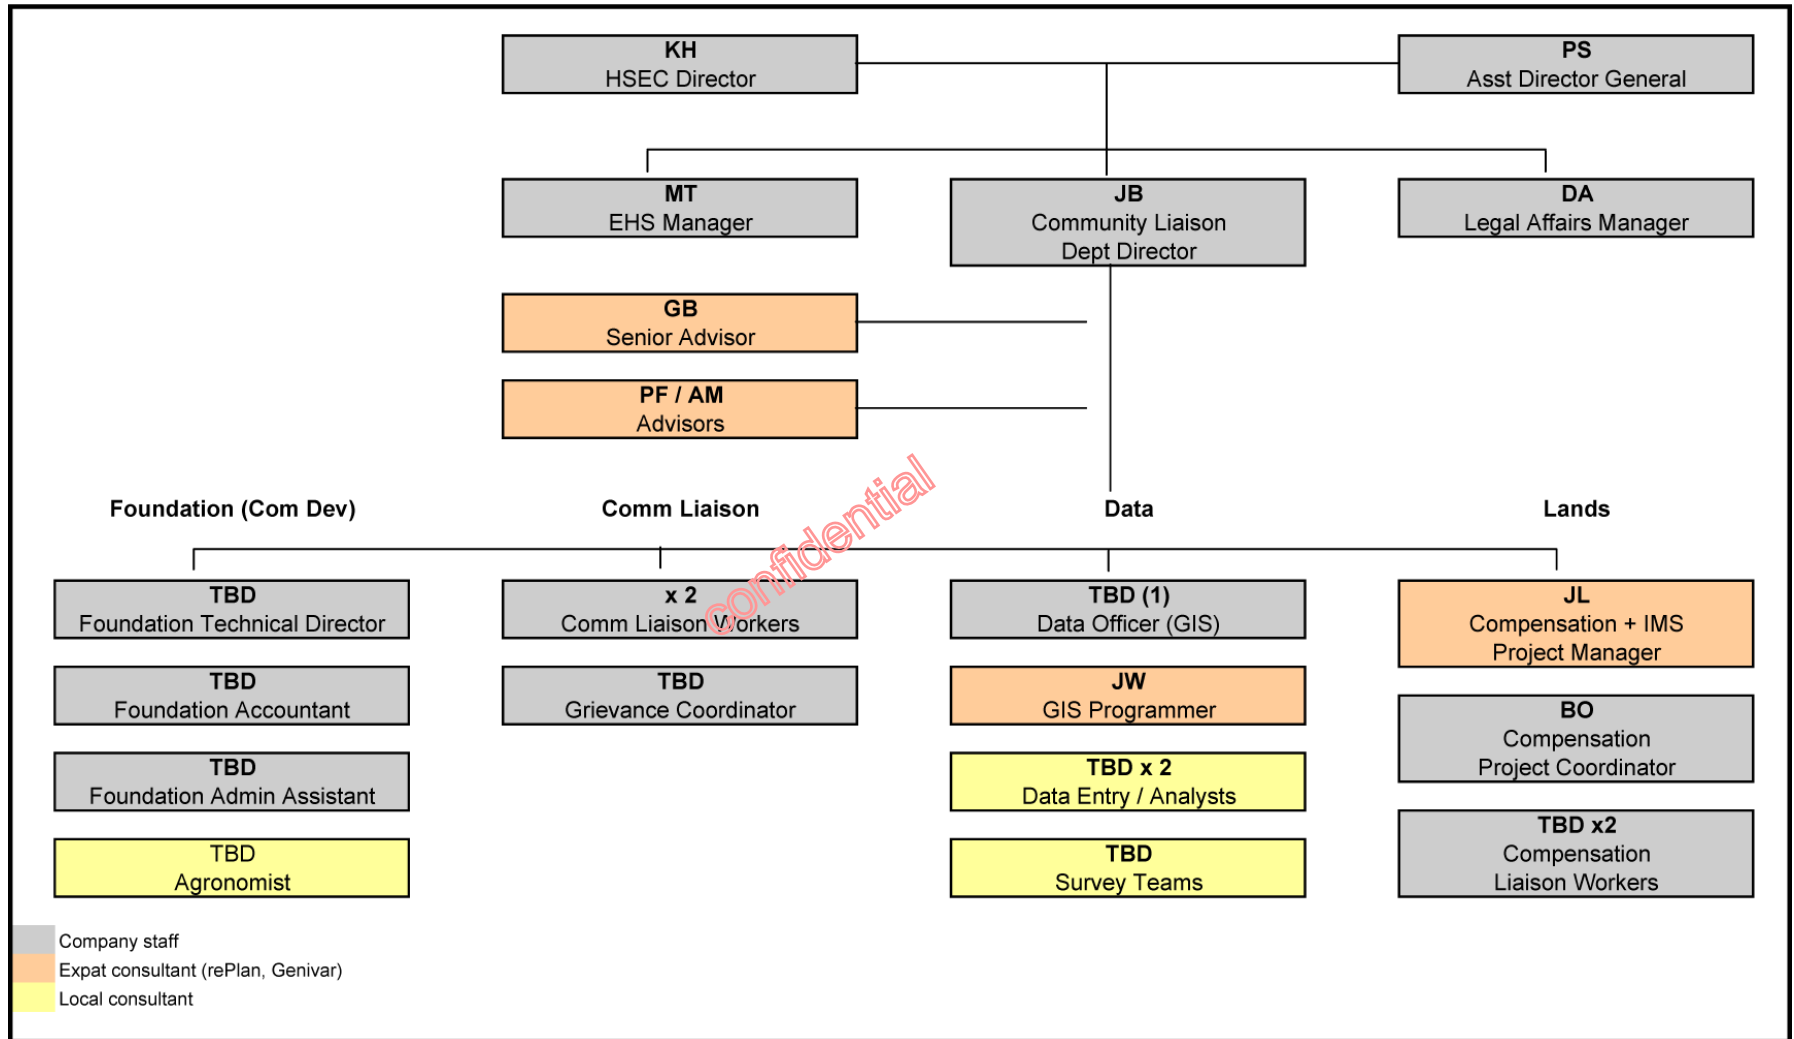 KH
HSEC Director
PS
Asst Director General
MT
EHS Manager
JB
Community Liaison
Dept Director
DA
Legal Affairs Manager
GB
Senior Advisor
PF / AM
Advisors
confidential
Foundation (Com Dev)
Comm Liaison
Data
Lands
TBD
Foundation Technical Director
TBD
Foundation Accountant
TBD
Foundation Admin Assistant
TBD
Agronomist
x 2
Comm Liaison Workers
TBD
Grievance Coordinator
TBD (1)
Data Officer (GIS)
JW
GIS Programmer
TBD x 2
Data Entry / Analysts
TBD
Survey Teams
JL
Compensation + IMS
Project Manager
BO
Compensation
Project Coordinator
TBD x2
Compensation
Liaison Workers
Company staff
Expat consultant (rePlan, Genivar)
Local consultant